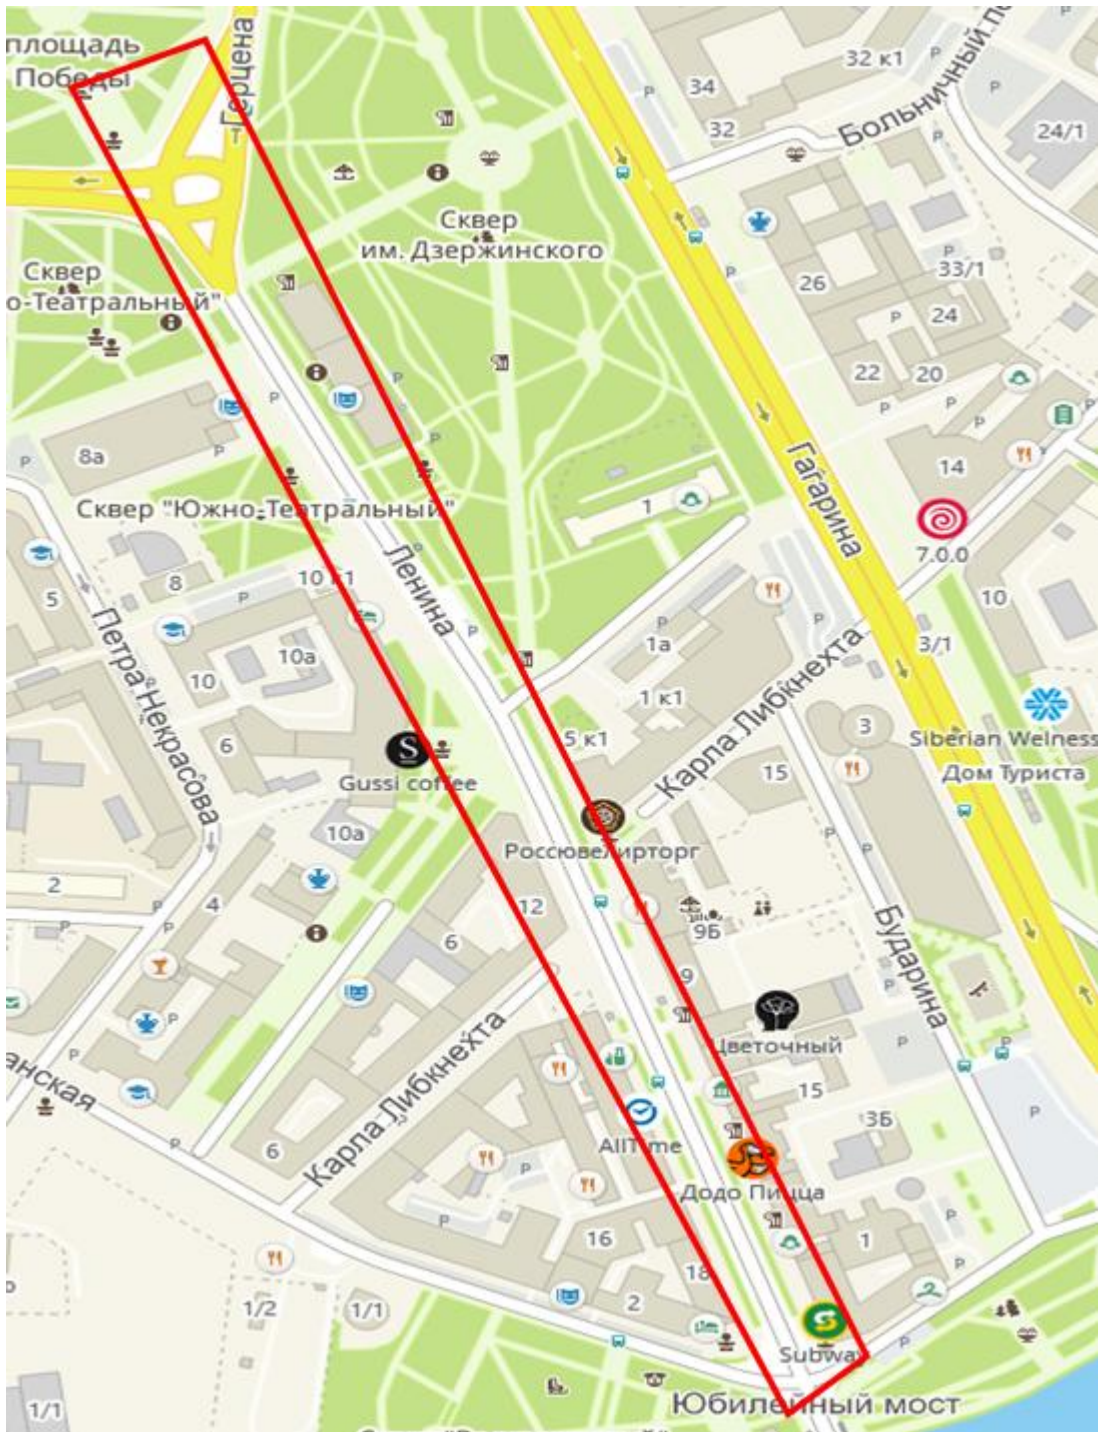 площадь
Победы
Герцена
34
32 к1
Больничный по
32
24/1
Сквер
им. Дзержинского
Сквер
о-Театральный"
26
33/1
24
22
20
8а
14
Сквер "Южно-Театральный"
1
Гагарина
7.0.0
Ленина
10 к1
8
5
10
Петра Некрасова
10а
10
1а
3/1
1 к1
Карла Либкнехта
6
5 к1
3
Siberian Welness
Дом Туриста
15
Gussi coffee
10а
Россювелирторг
2
4
12
6
9Б
Бударина
9
Цветочный
анская
Карла Либкнехта
15
3Б
AllTime
6
Додо Пицца
16
1
18
2
1/2
1/1
Subway
Юбилейный мост
1/1